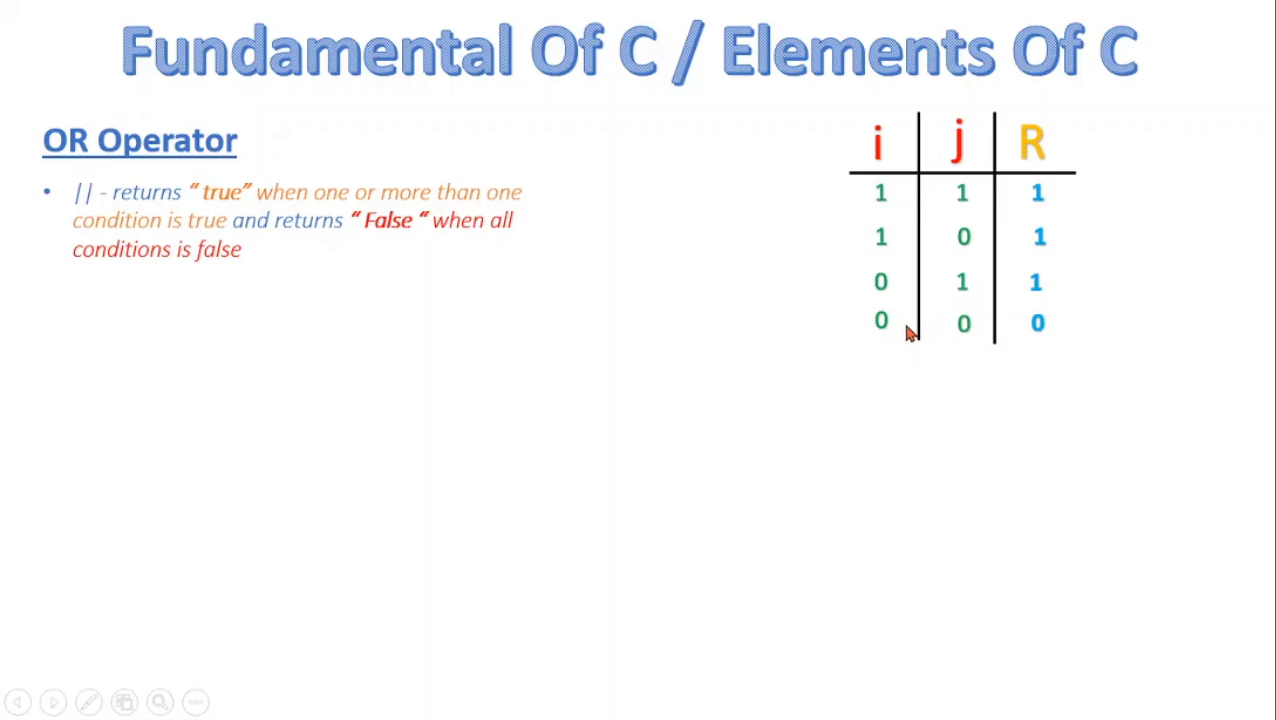 Fundamental Of C / Elements Of C
OR Operator
• || - returns “ true” when one or more than one
condition is true and returns “ False “ when all
conditions is false
i j R
1 1 1
1 0 1
0 1 1
0 0 0